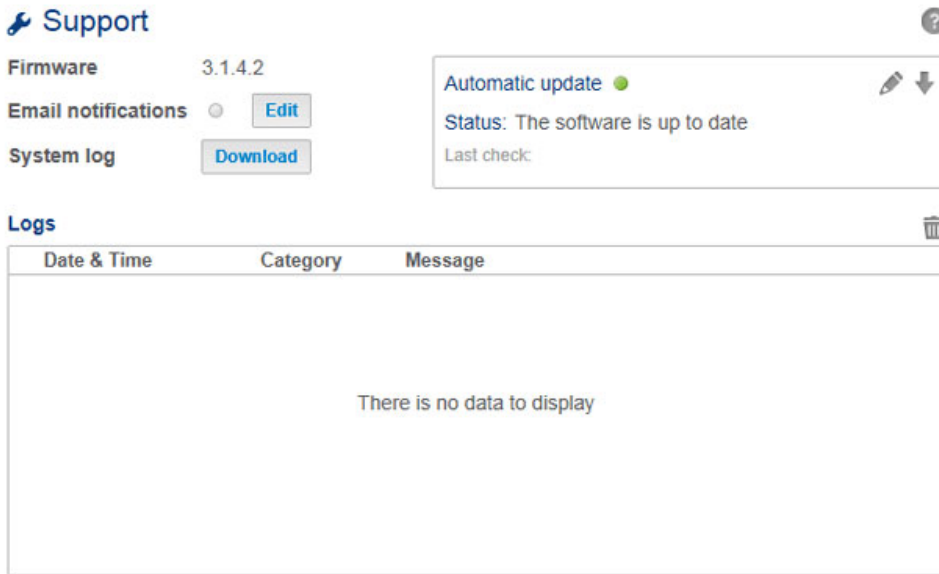 Support
?
Firmware 3.1.4.2
Email notifications Edit
System log Download
Automatic update
Status: The software is up to date
Last check:
Logs
Date & Time Category Message
There is no data to display